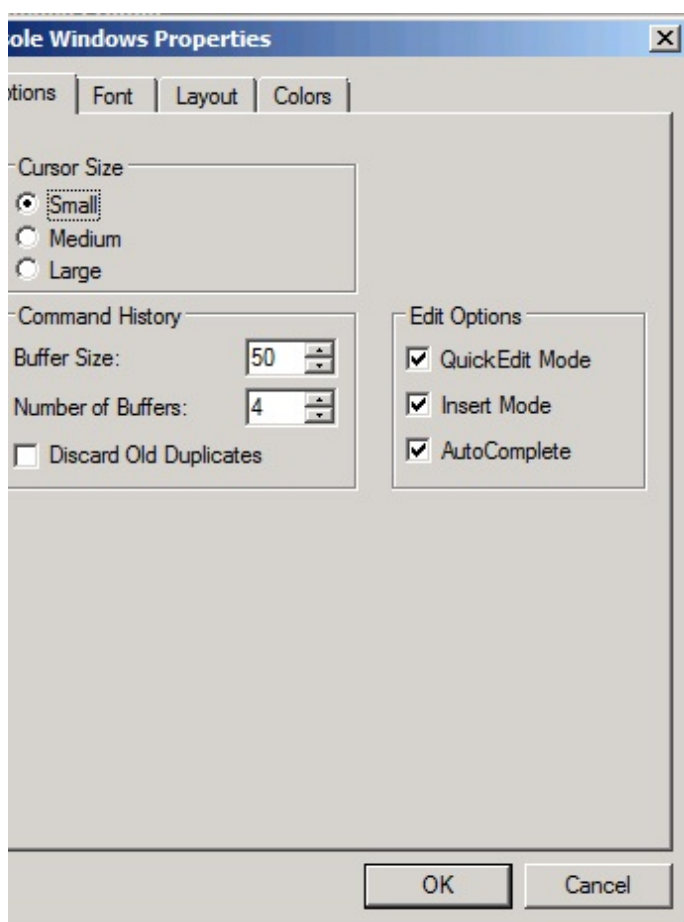 ole Windows Properties
tions Font Layout Colors
Cursor Size
Small
Medium
Large
Command History
Buffer Size: 50
Number of Buffers: 4
Discard Old Duplicates
Edit Options
QuickEdit Mode
Insert Mode
AutoComplete
OK Cancel